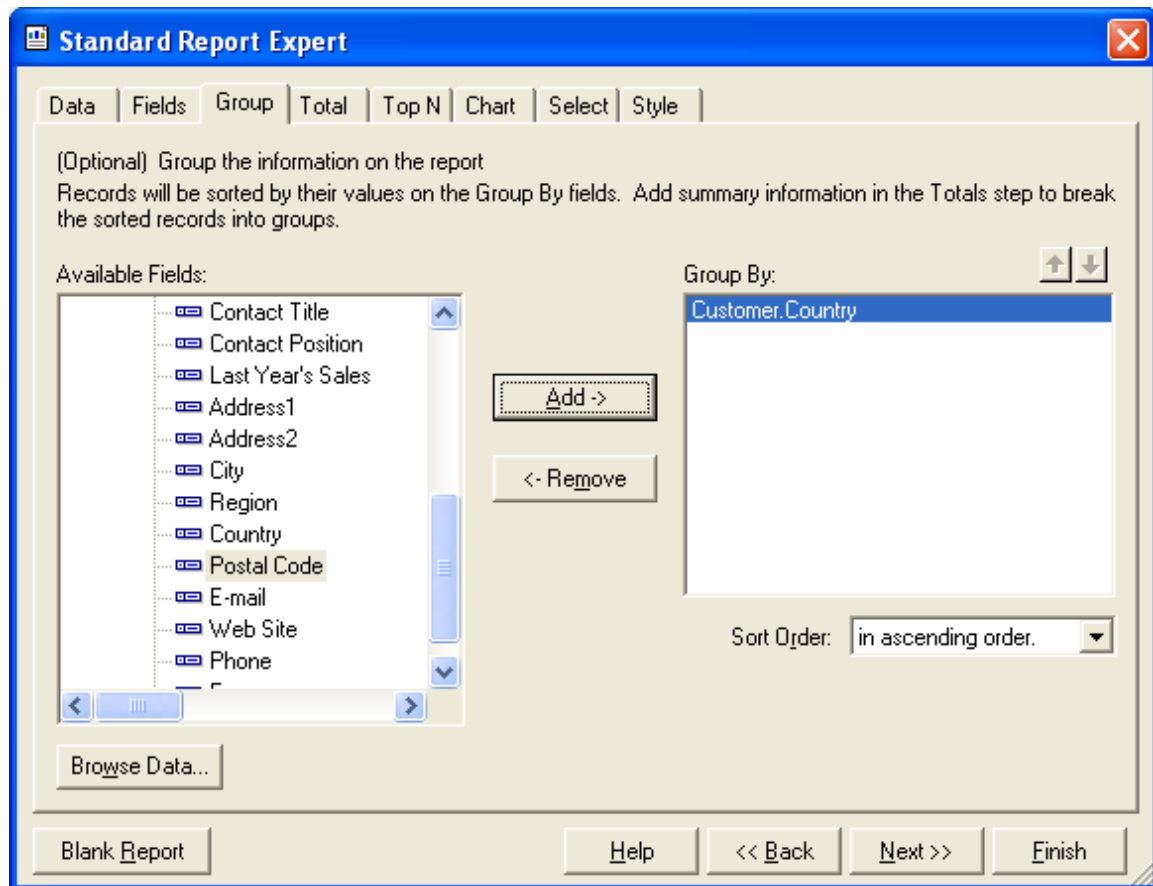 Standard Report Expert
Data Fields Group Total Top N Chart Select Style
(Optional) Group the information on the report
Records will be sorted by their values on the Group By fields. Add summary information in the Totals step to break
the sorted records into groups.
Available Fields:
Contact Title
Contact Position
Last Year's Sales
Address1
Address2
City
Region
Country
Postal Code
E-mail
Web Site
Phone
Add ->
<- Remove
Group By:
Customer.Country
Sort Order: in ascending order.
Browse Data...
Blank Report Help << Back Next >> Finish